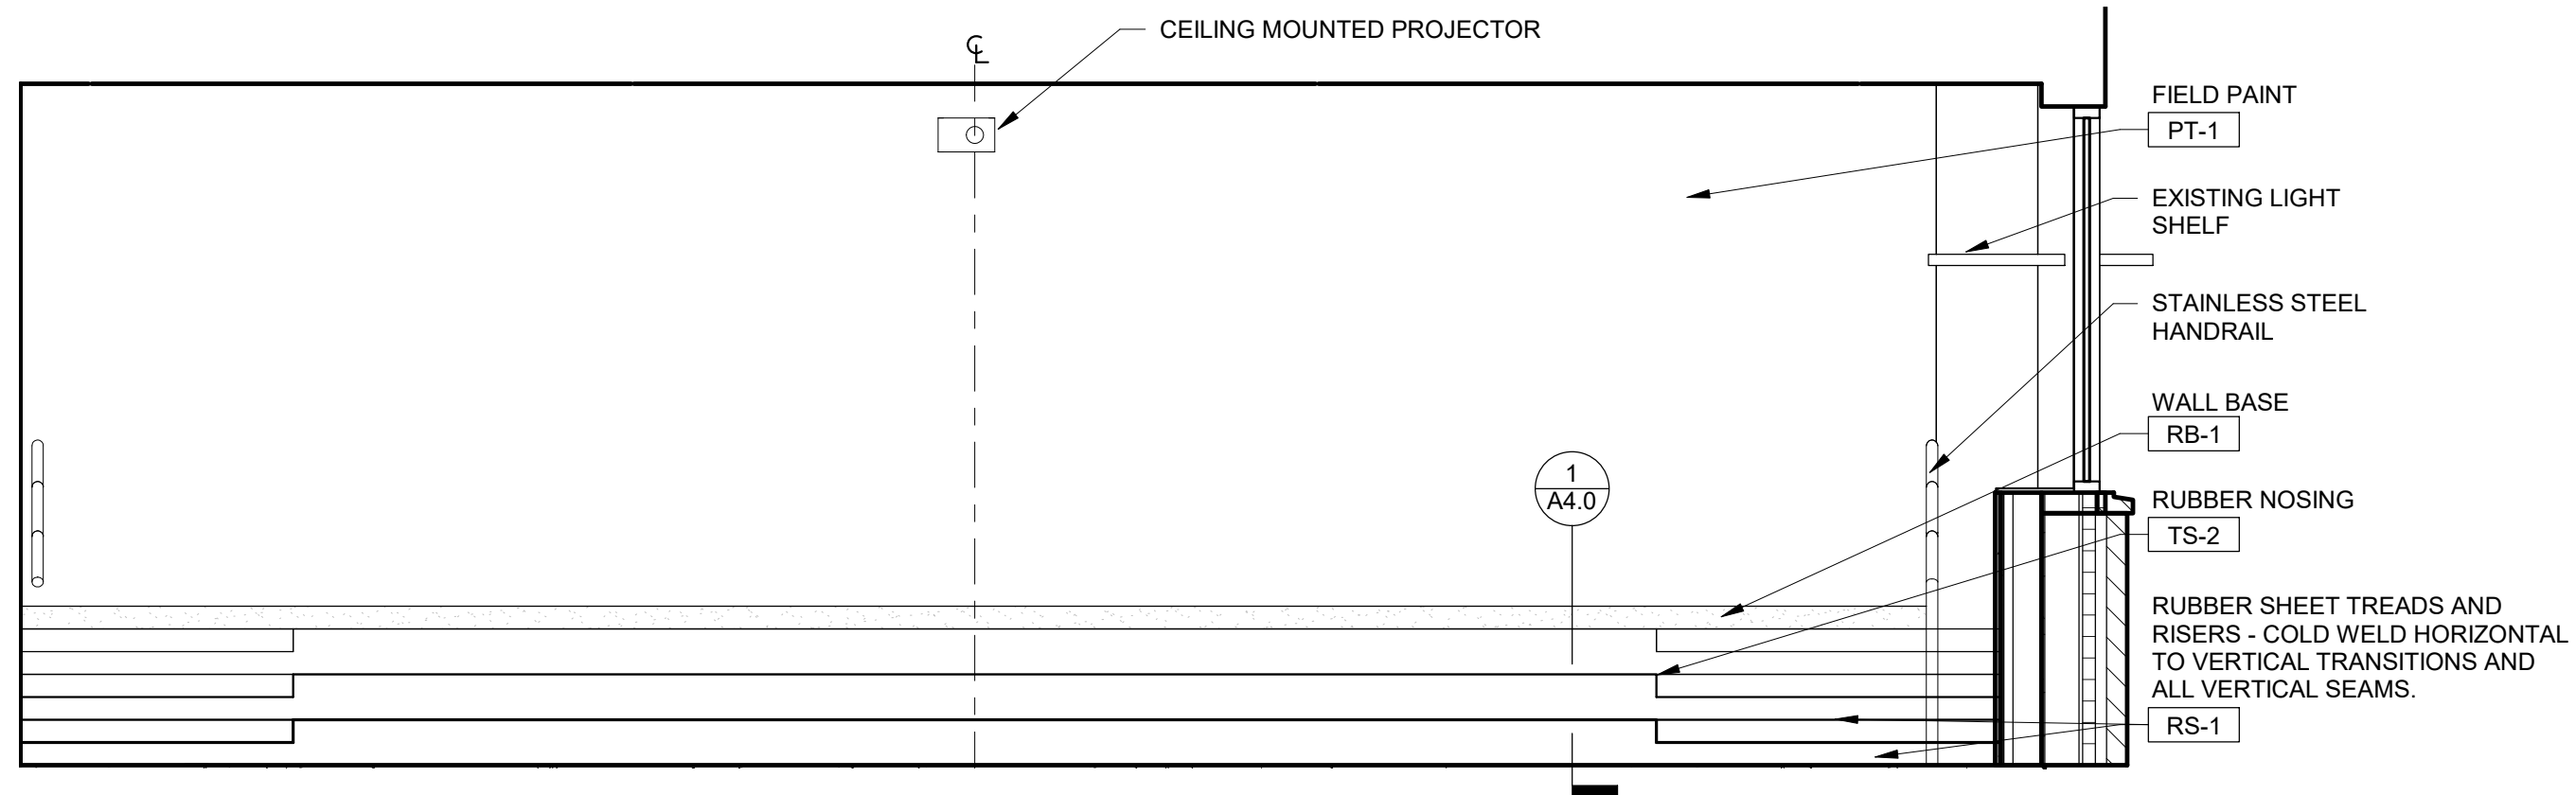 CEILING MOUNTED PROJECTOR
℄
FIELD PAINT
PT-1
EXISTING LIGHT
SHELF
STAINLESS STEEL
HANDRAIL
WALL BASE
RB-1
1
A4.0
RUBBER NOSING
TS-2
RUBBER SHEET TREADS AND
RISERS - COLD WELD HORIZONTAL
TO VERTICAL TRANSITIONS AND
ALL VERTICAL SEAMS.
RS-1